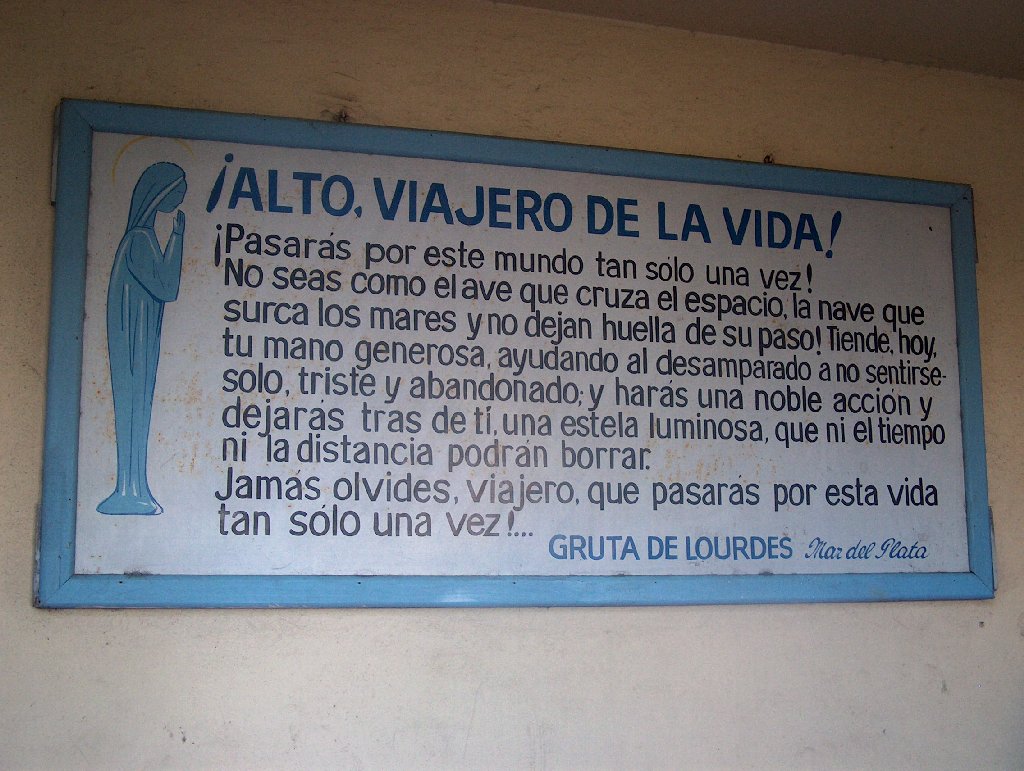 ¡ALTO, VIAJERO DE LA VIDA!
¡Pasarás por este mundo tan sólo una vez!
No seas como el ave que cruza el espacio, la nave que
surca los mares y no dejan huella de su paso! Tiende, hoy,
tu mano generosa, ayudando al desamparado a no sentirse-
solo, triste y abandonado; y harás una noble acción y
dejarás tras de tí, una estela luminosa, que ni el tiempo
ni la distancia podrán borrar.
Jamás olvides, viajero, que pasarás por esta vida
tan sólo una vez!...
GRUTA DE LOURDES Mar del Plata